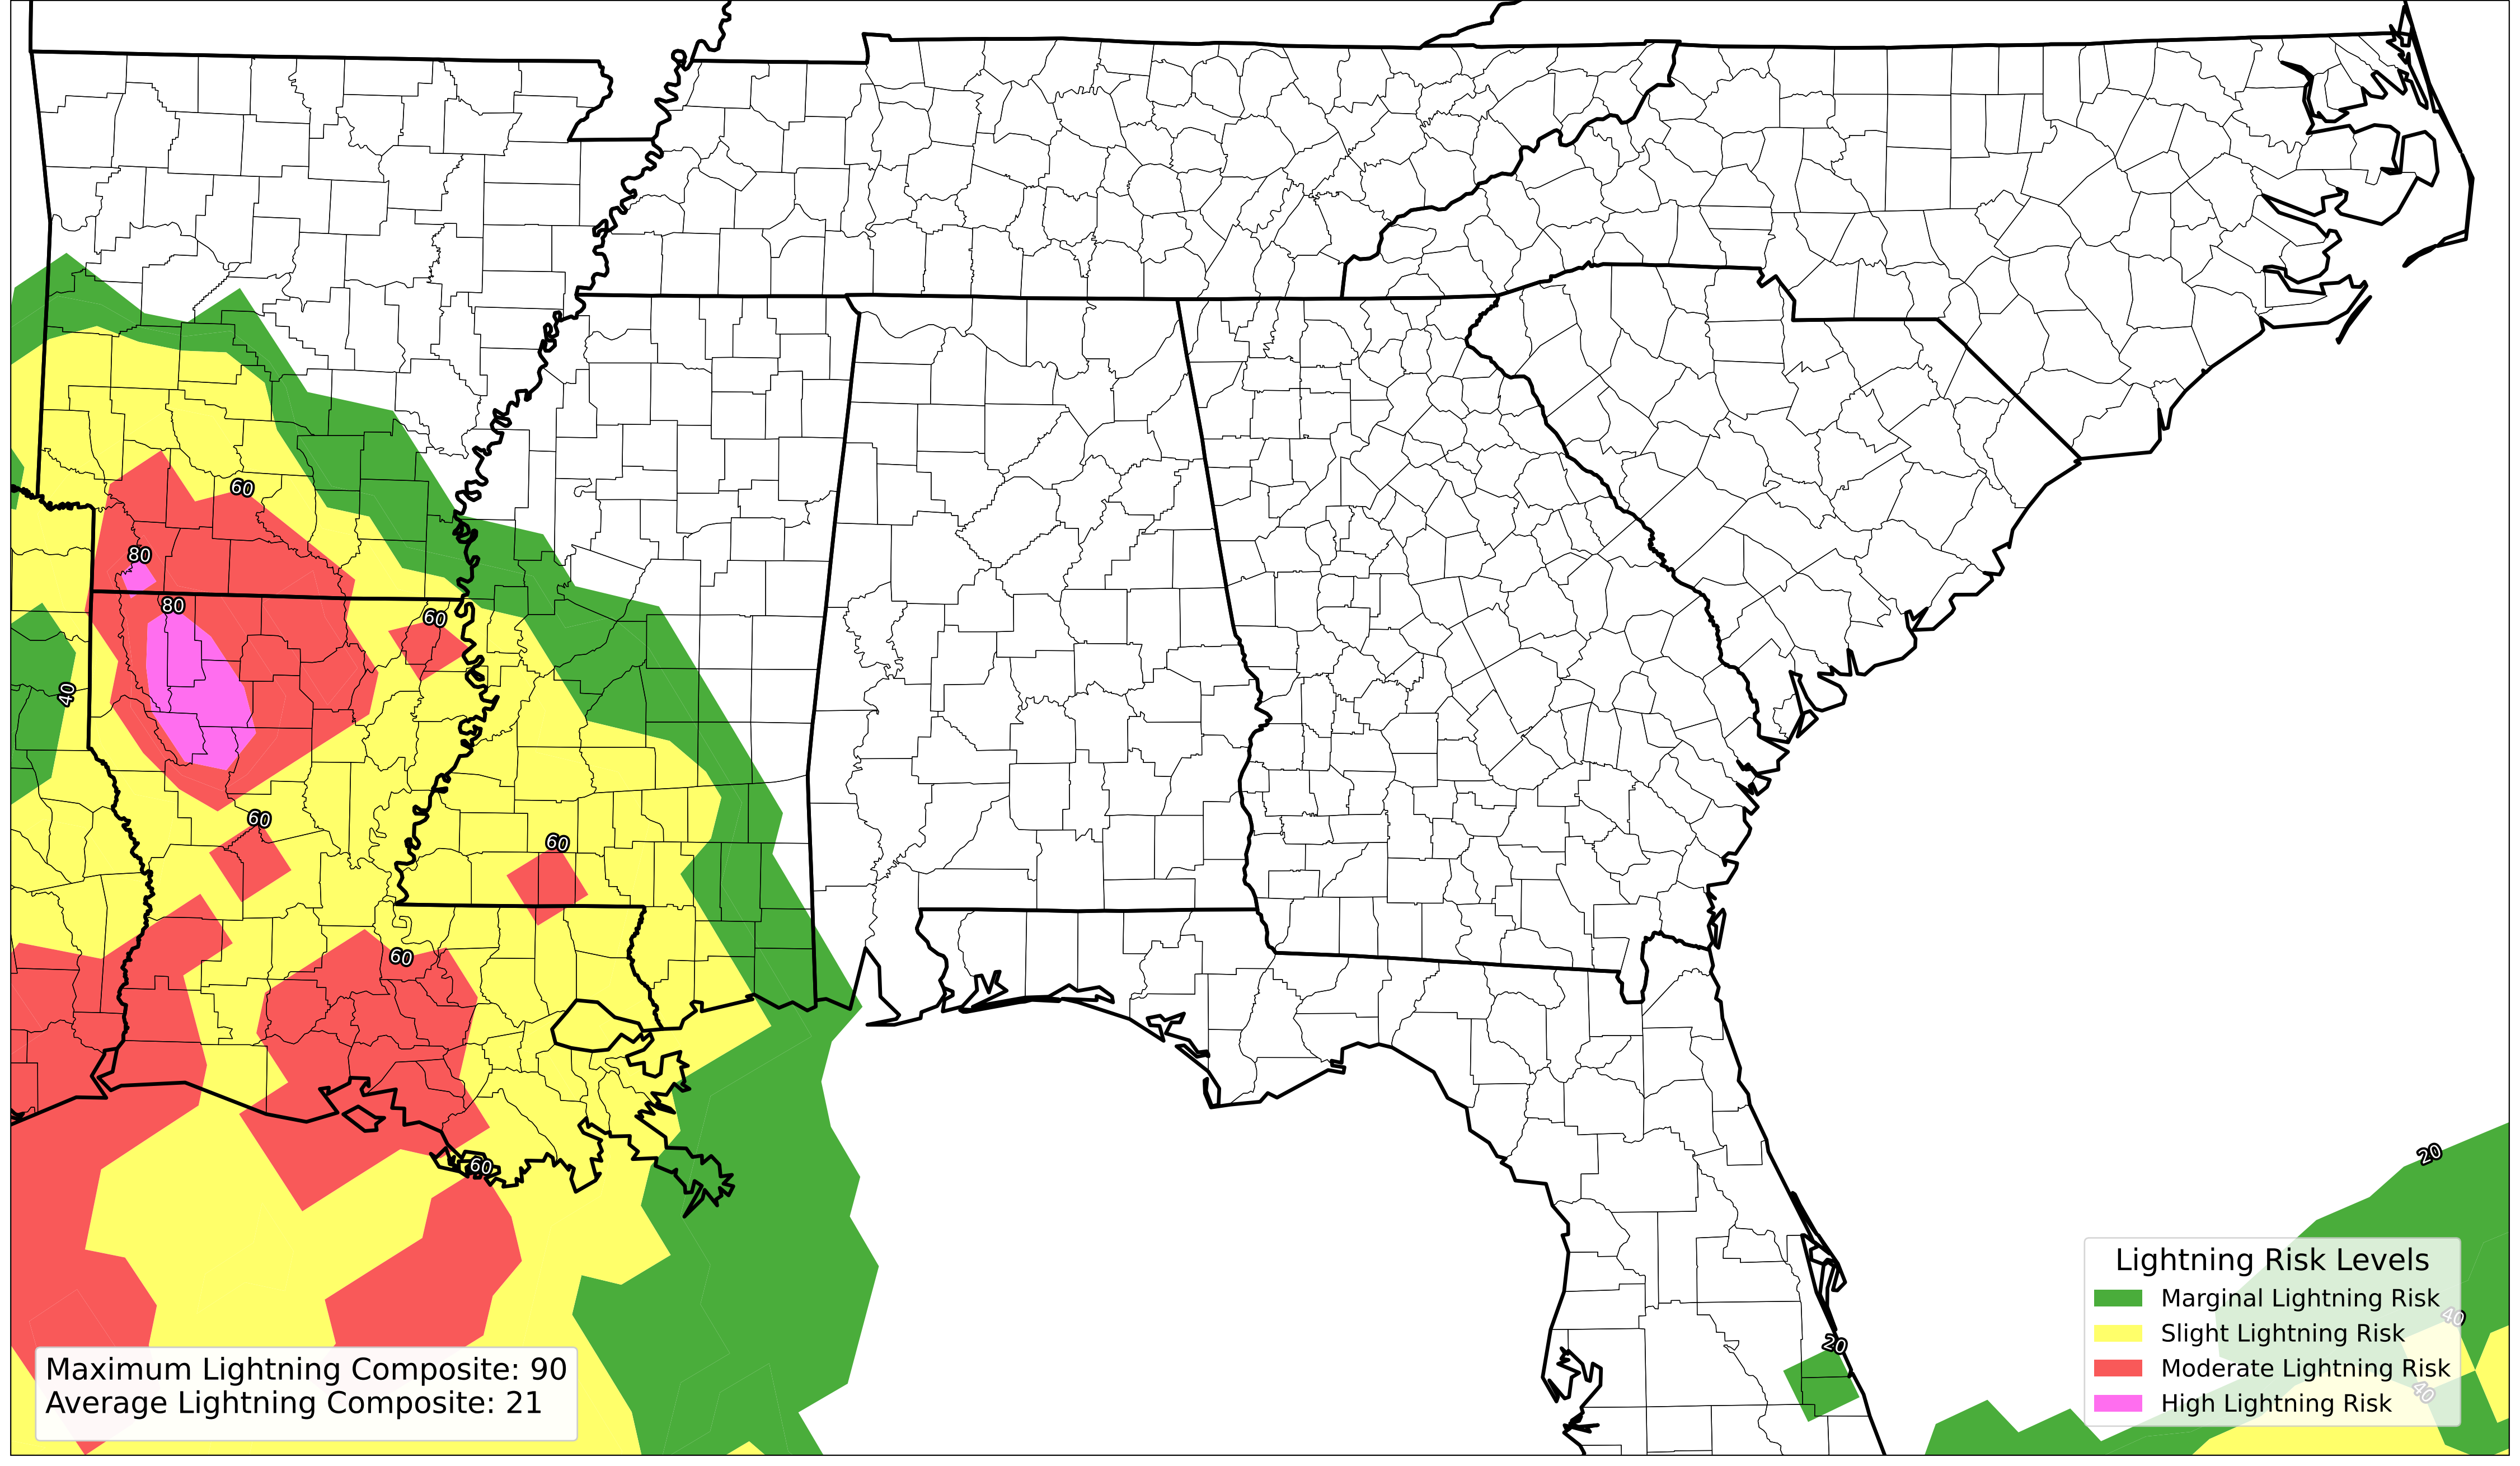 60
80
80
60
40
60
60
60
60
20
20
40
40
Lightning Risk Levels
Marginal Lightning Risk
Slight Lightning Risk
Moderate Lightning Risk
High Lightning Risk
Maximum Lightning Composite: 90
Average Lightning Composite: 21